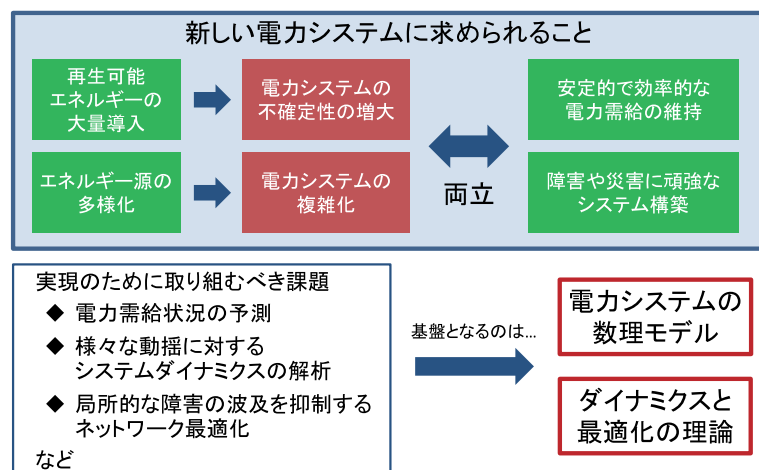 新しい電力システムに求められること
再生可能
エネルギーの
大量導入
電力システムの
不確定性の増大
安定的で効率的な
電力需給の維持
エネルギー源の
多様化
電力システムの
複雑化
両立
障害や災害に頑強な
システム構築
実現のために取り組むべき課題
◆ 電力需給状況の予測
◆ 様々な動揺に対する
システムダイナミクスの解析
◆ 局所的な障害の波及を抑制する
ネットワーク最適化
など
基盤となるのは...
電力システムの
数理モデル
ダイナミクスと
最適化の理論